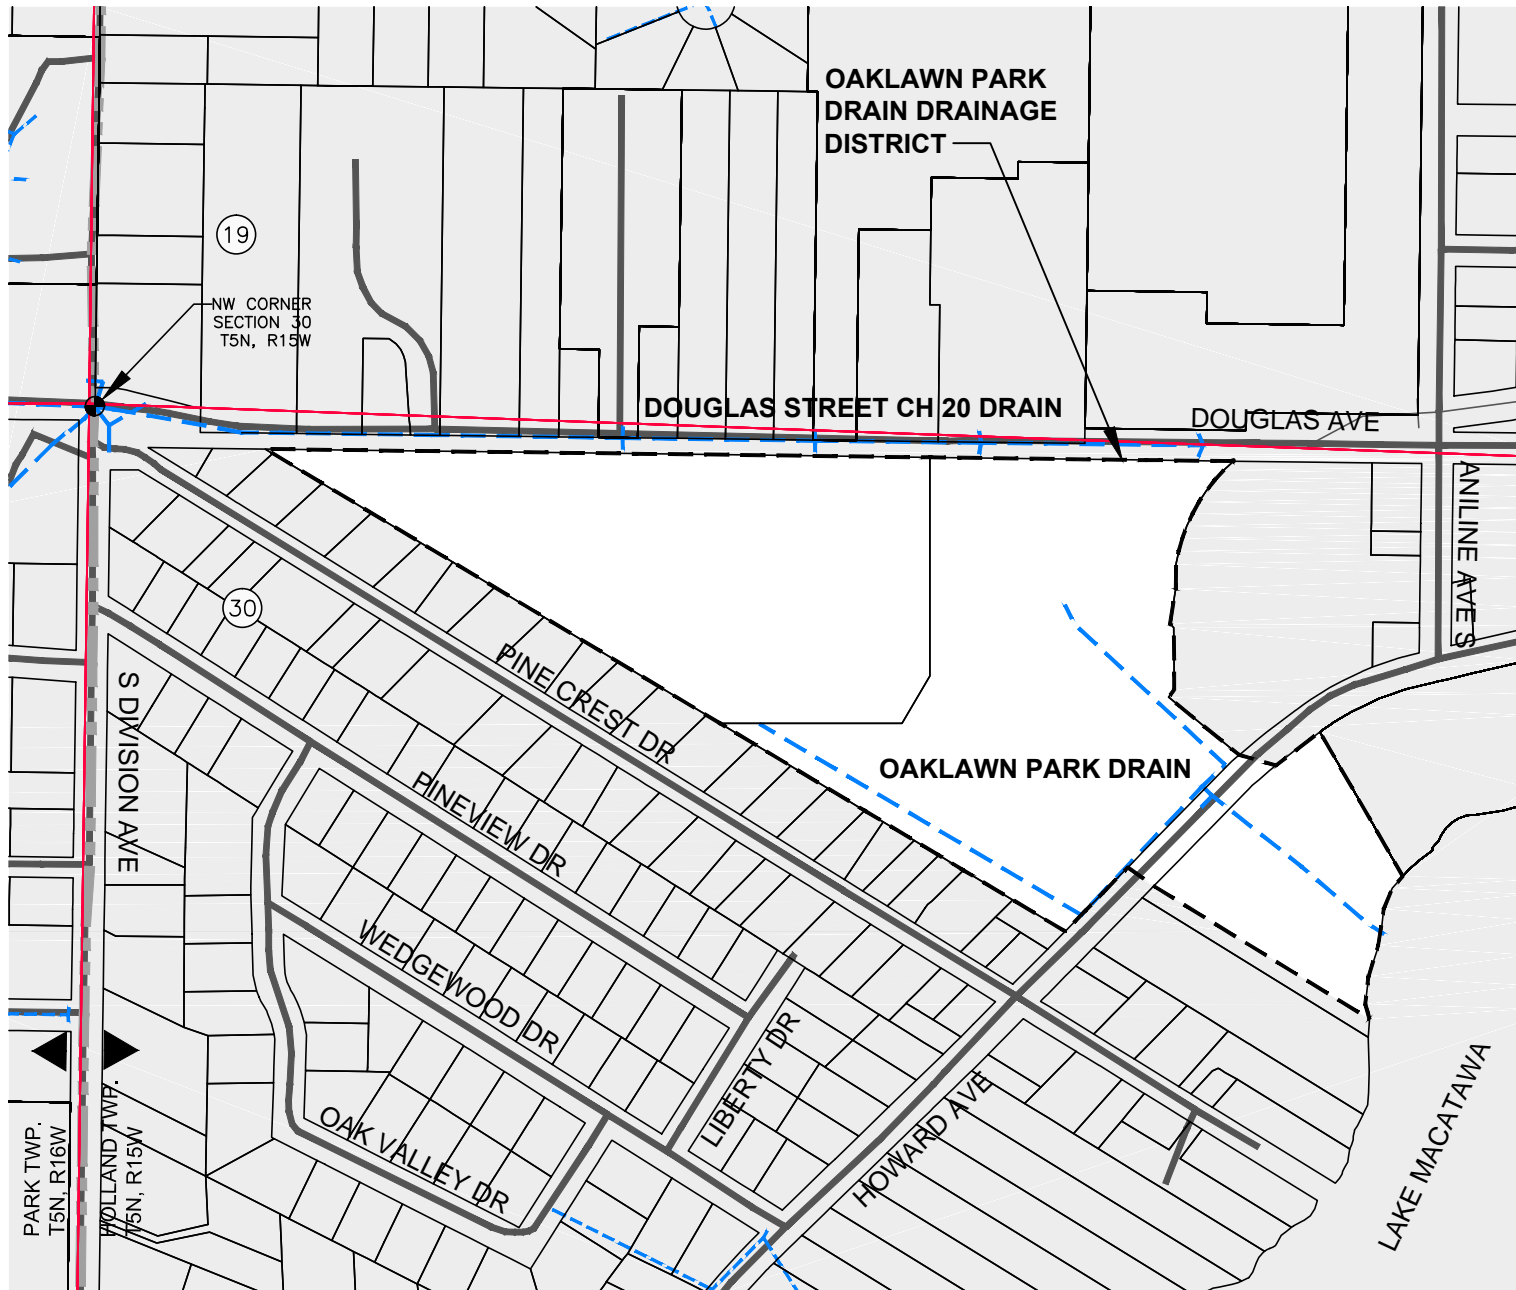 OAKLAWN PARK
DRAIN DRAINAGE
DISTRICT
19
NW CORNER
SECTION 30
T5N, R15W
DOUGLAS STREET CH 20 DRAIN
DOUGLAS AVE
ANILINE AVE S
30
PINE CREST DR
S DIVISION AVE
OAKLAWN PARK DRAIN
PINEVIEW DR
WEDGEWOOD DR
LIBERTY DR
OAK VALLEY DR
HOWARD AVE
LAKE MACATAWA
PARK TWP.
T5N, R16W
HOLLAND TWP.
T5N, R15W